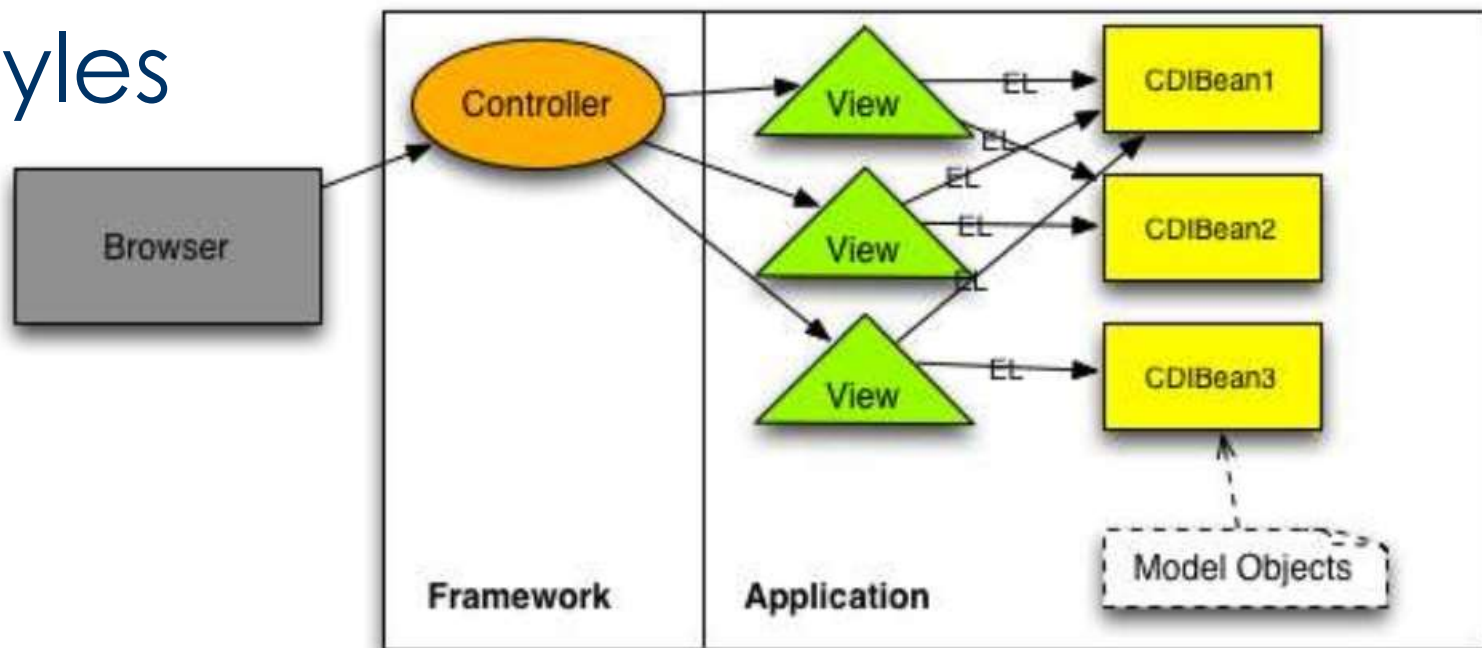 yles
Browser
Controller
View
View
View
EL
EL
EL
EL
EL
EL
CDIBean1
CDIBean2
CDIBean3
Model Objects
Framework
Application